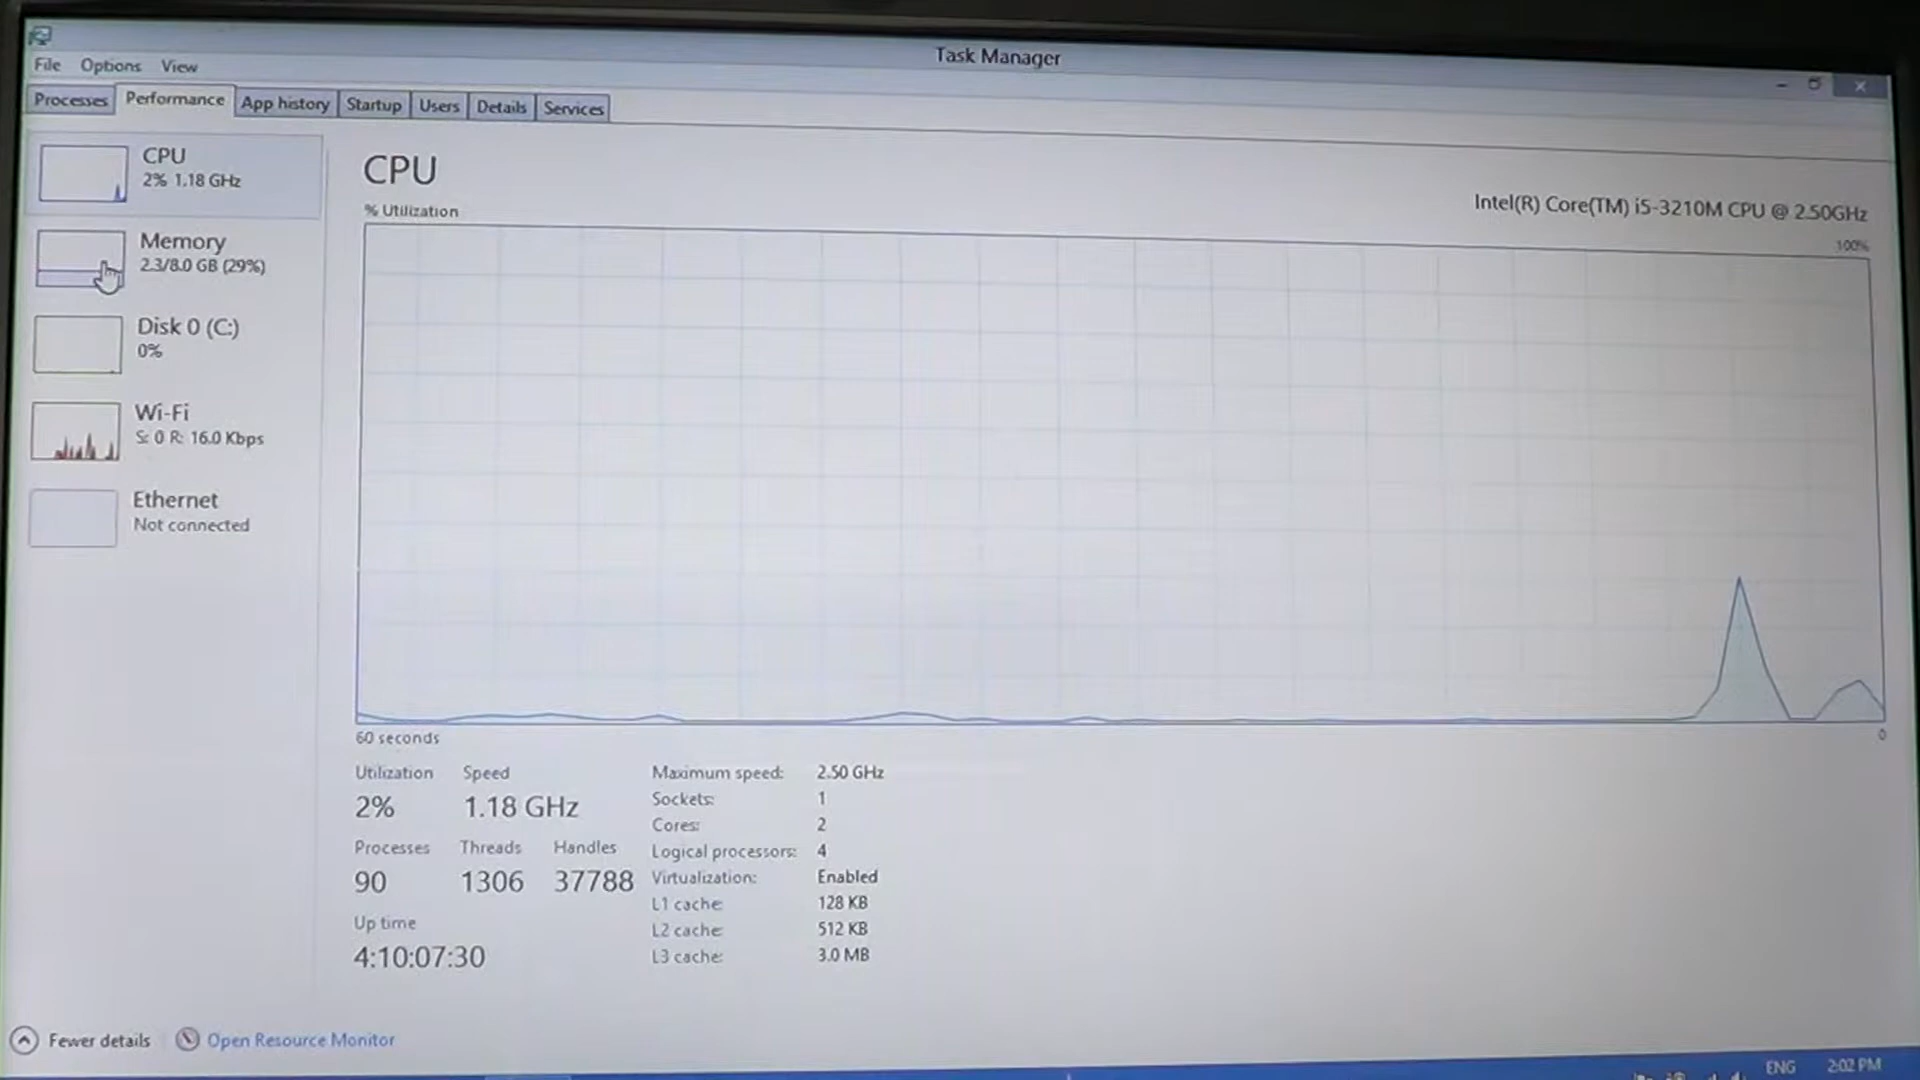 Task Manager
File Options View
Processes Performance App history Startup Users Details Services
CPU
2% 1.18 GHz
Memory
2.3/8.0 GB (29%)
Disk 0 (C:)
0%
Wi-Fi
S: 0 R: 16.0 Kbps
Ethernet
Not connected
CPU
Intel(R) Core(TM) i5-3210M CPU @ 2.50GHz
% Utilization
100%
60 seconds
0
Utilization Speed
2% 1.18 GHz
Processes Threads Handles
90 1306 37788
Up time
4:10:07:30
Maximum speed: 2.50 GHz
Sockets: 1
Cores: 2
Logical processors: 4
Virtualization: Enabled
L1 cache: 128 KB
L2 cache: 512 KB
L3 cache: 3.0 MB
Fewer details Open Resource Monitor
ENG 2:02 PM